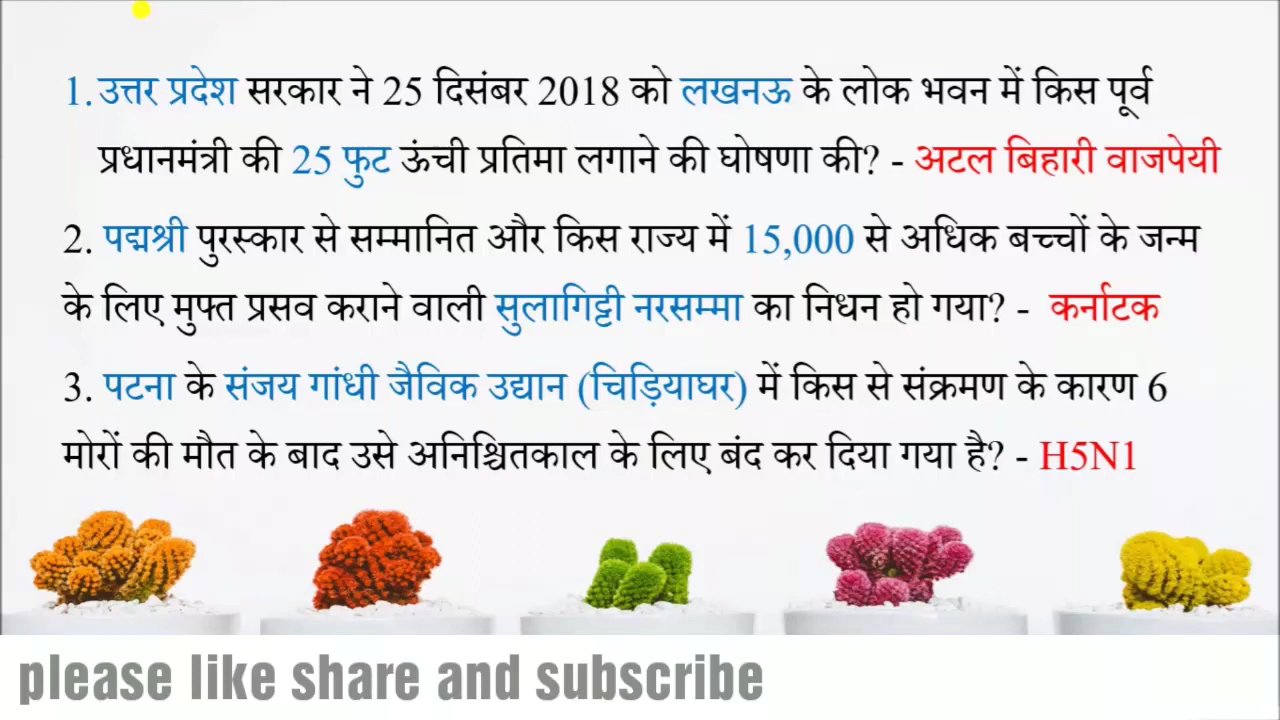 1. उत्तर प्रदेश सरकार ने 25 दिसंबर 2018 को लखनऊ के लोक भवन में किस पूर्व
प्रधानमंत्री की 25 फुट ऊंची प्रतिमा लगाने की घोषणा की? - अटल बिहारी वाजपेयी
2. पद्मश्री पुरस्कार से सम्मानित और किस राज्य में 15,000 से अधिक बच्चों के जन्म
के लिए मुफ्त प्रसव कराने वाली सुलागिट्टी नरसम्मा का निधन हो गया? - कर्नाटक
3. पटना के संजय गांधी जैविक उद्यान (चिड़ियाघर) में किस से संक्रमण के कारण 6
मोरों की मौत के बाद उसे अनिश्चितकाल के लिए बंद कर दिया गया है? - H5N1
please like share and subscribe